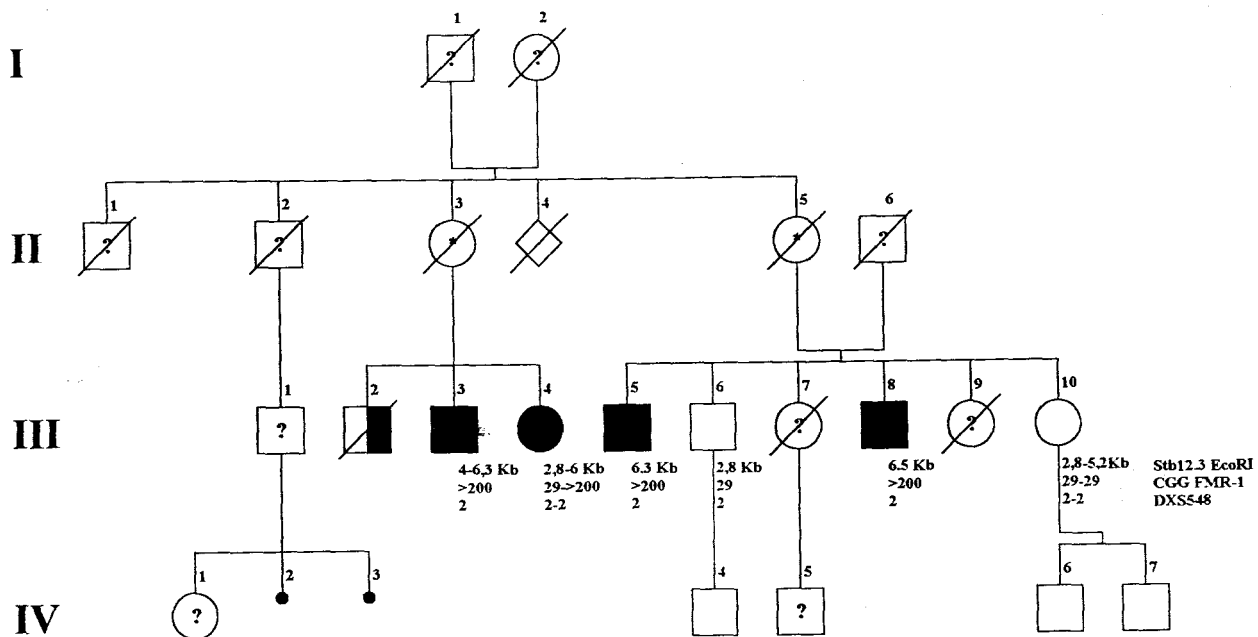 1 2
I ? ?
1 2 3 4 5 6
II ? ? * * ?
1 2 3 4 5 6 7 8 9 10
III ? ? ?
4-6,3 Kb 2,8-6 Kb 6.3 Kb 2,8 Kb 6.5 Kb 2,8-5,2Kb Stb12.3 EcoRI
>200 29->200 >200 29 >200 29-29 CGG FMR-1
2 2-2 2 2 2 2-2 DXS548
1 2 3 4 5 6 7
IV ? ?